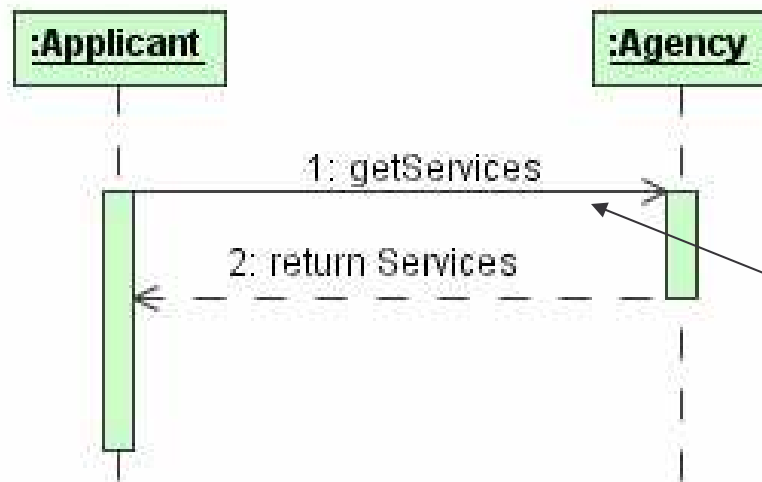 :Applicant
:Agency
1: getServices
2: return Services